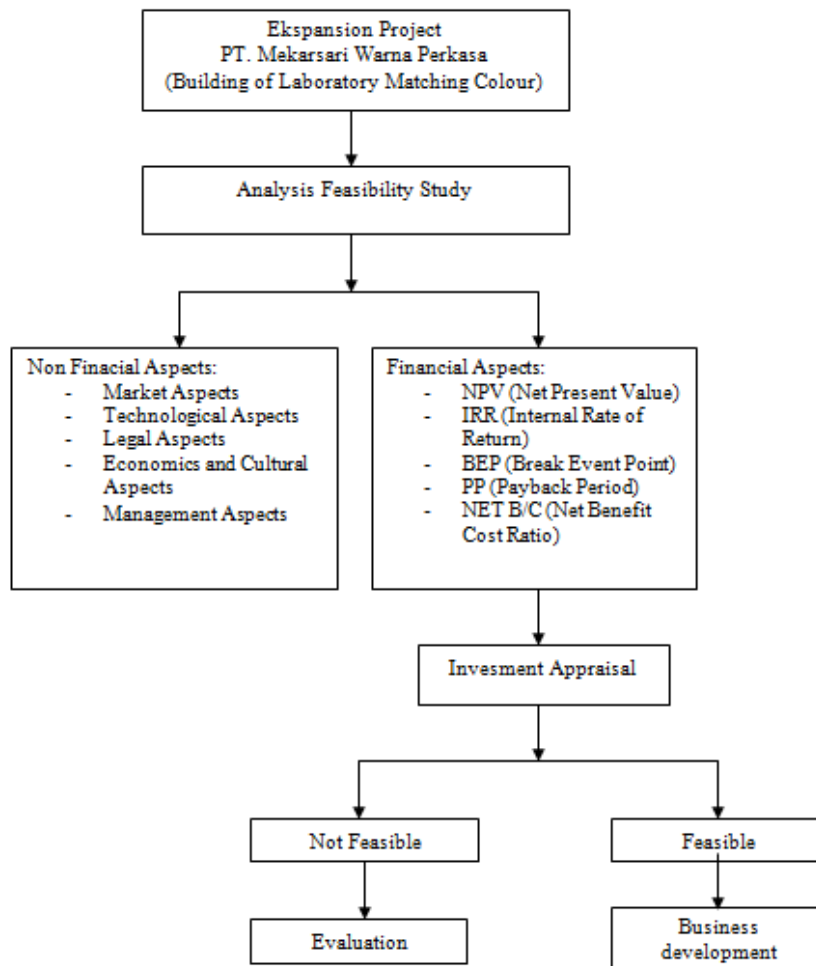 Ekspansion Project
PT. Mekarsari Warna Perkasa
(Building of Laboratory Matching Colour)
Analysis Feasibility Study
Non Finacial Aspects:
- Market Aspects
- Technological Aspects
- Legal Aspects
- Economics and Cultural
Aspects
- Management Aspects
Financial Aspects:
- NPV (Net Present Value)
- IRR (Internal Rate of
Return)
- BEP (Break Event Point)
- PP (Payback Period)
- NET B/C (Net Benefit
Cost Ratio)
Invesment Appraisal
Not Feasible
Feasible
Evaluation
Business
development